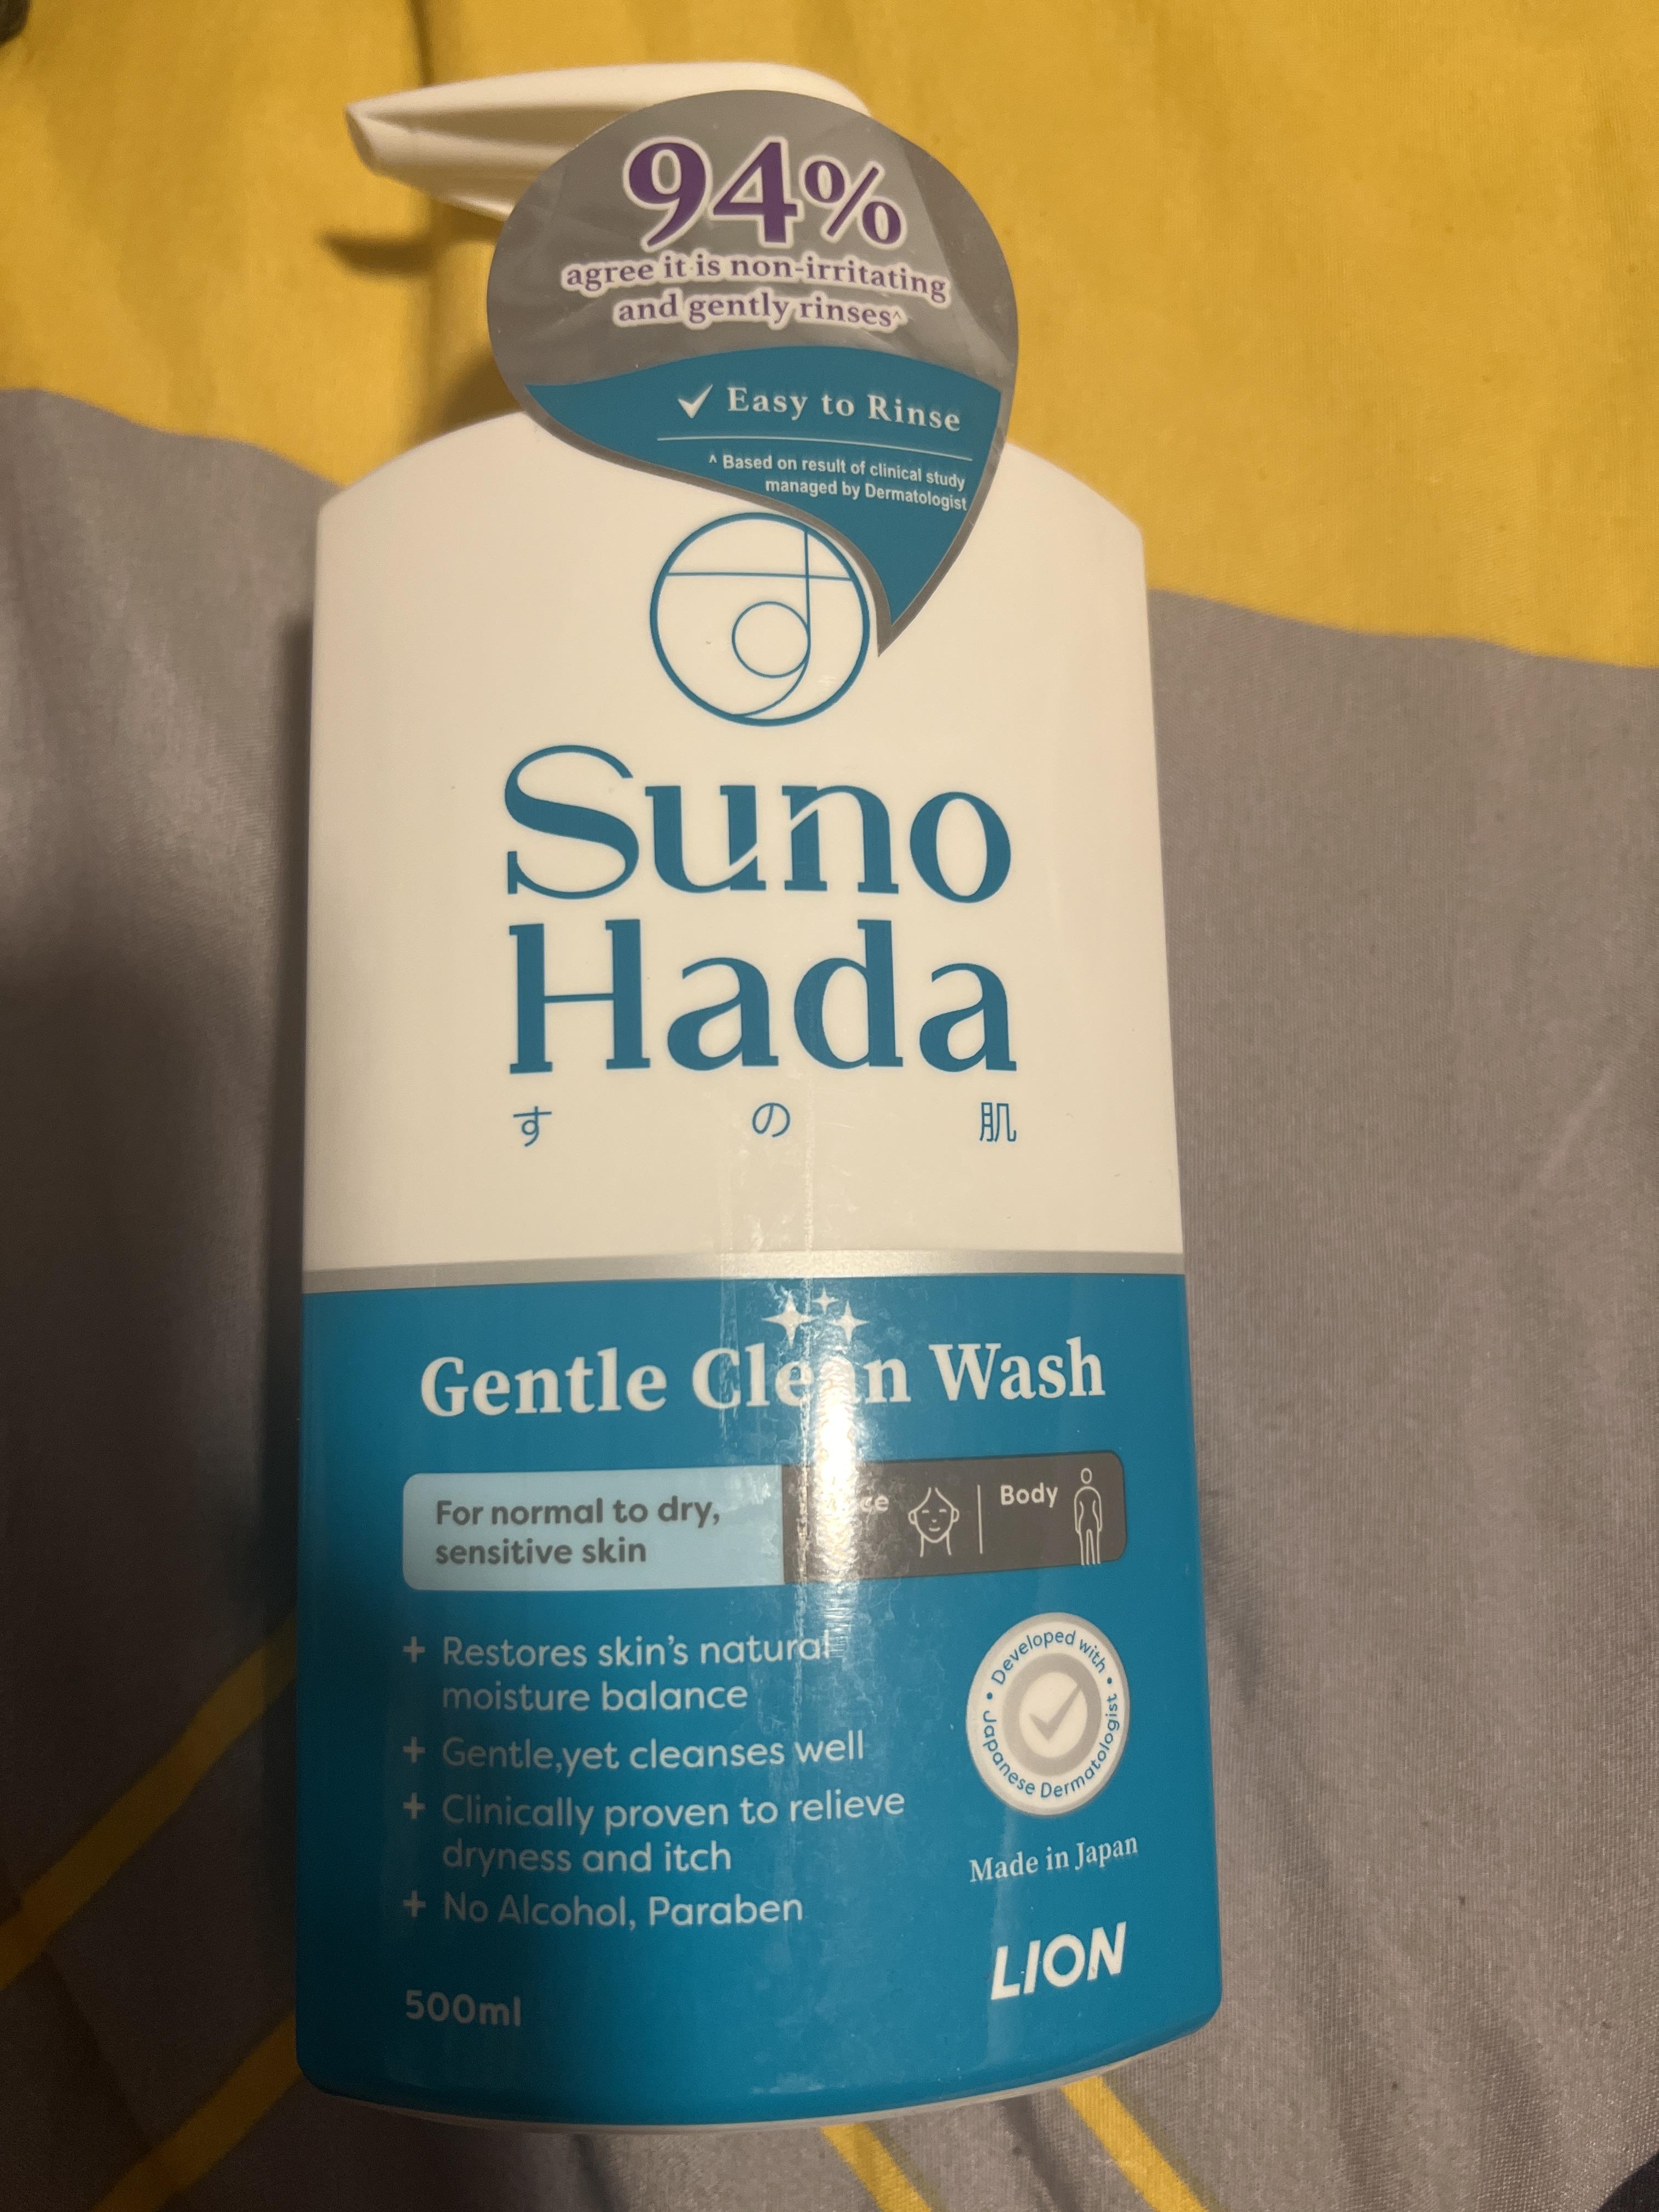 94%
agree it is non-irritating
and gently rinses^
✓ Easy to Rinse
^ Based on result of clinical study
managed by Dermatologist
Suno
Hada
すの肌
Gentle Clean Wash
For normal to dry,
sensitive skin
Face
Body
+ Restores skin's natural
moisture balance
+ Gentle,yet cleanses well
+ Clinically proven to relieve
dryness and itch
+ No Alcohol, Paraben
• Developed with •
Japanese Dermatologist
Made in Japan
LION
500ml